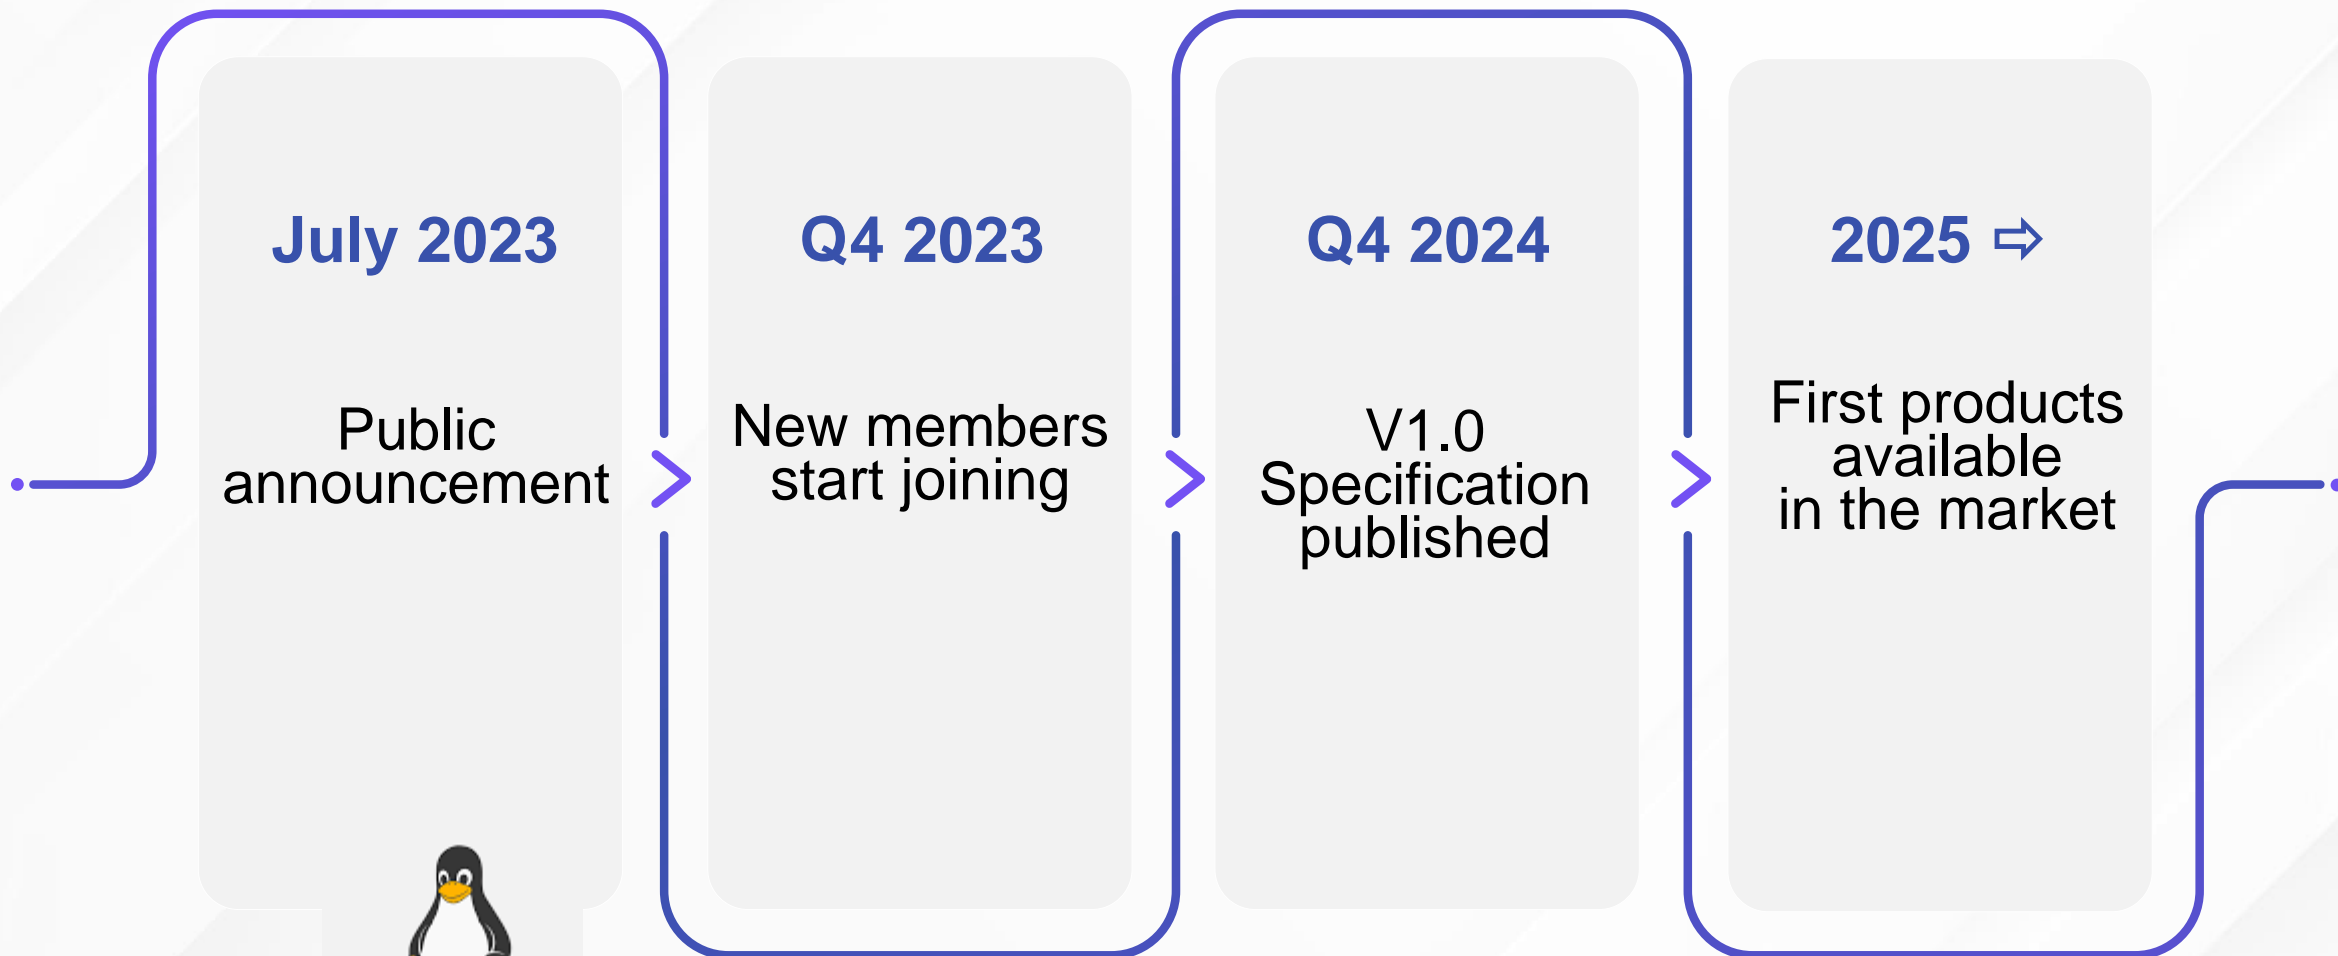 July 2023
Public
announcement
Q4 2023
New members
start joining
Q4 2024
V1.0
Specification
published
2025 ⇨
First products
available
in the market